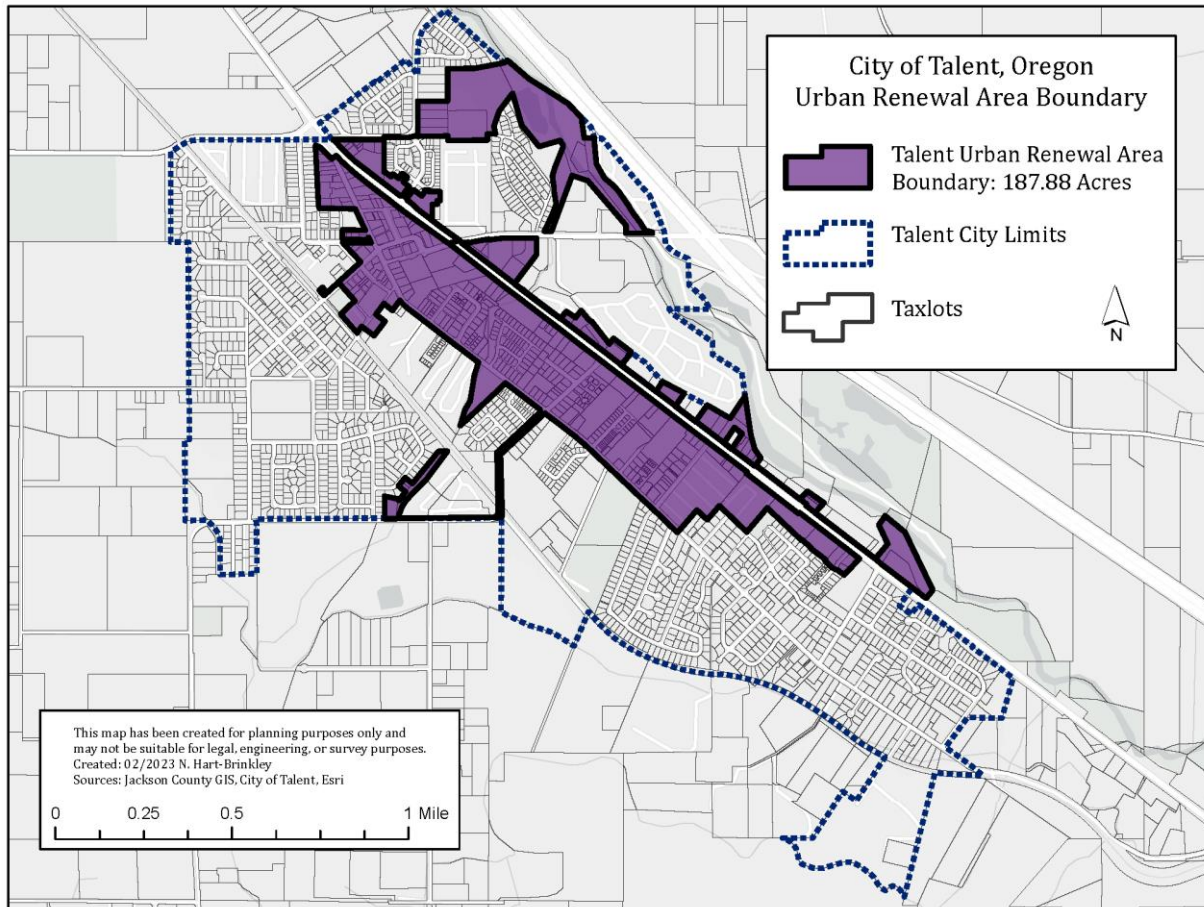 City of Talent, Oregon
Urban Renewal Area Boundary
Talent Urban Renewal Area
Boundary: 187.88 Acres
Talent City Limits
Taxlots
N
This map has been created for planning purposes only and
may not be suitable for legal, engineering, or survey purposes.
Created: 02/2023 N. Hart-Brinkley
Sources: Jackson County GIS, City of Talent, Esri
0 0.25 0.5 1 Mile